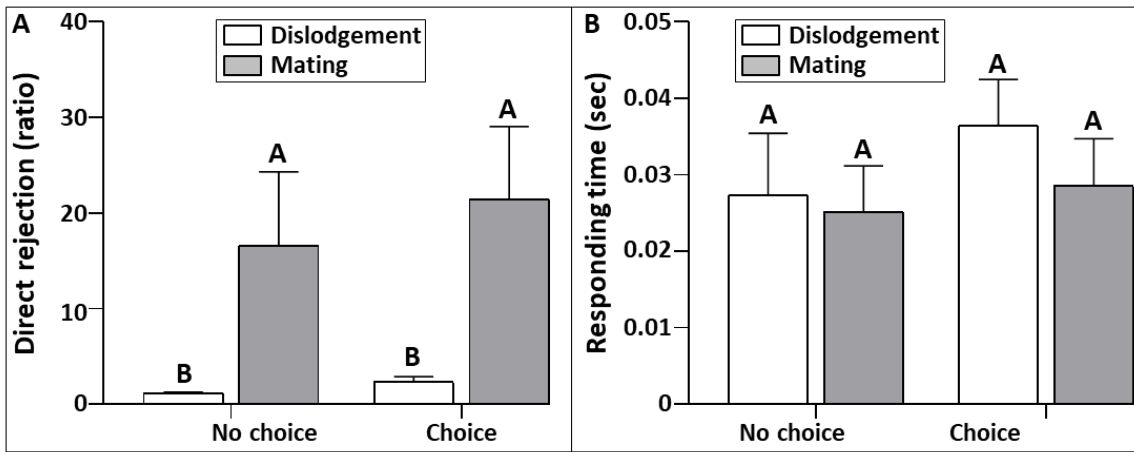 A
Direct rejection (ratio)
40
30
20
10
0
Dislodgement
Mating
B
A
B
A
No choice
Choice
B
Responding time (sec)
0.05
0.04
0.03
0.02
0.01
0
Dislodgement
Mating
A
A
A
A
No choice
Choice